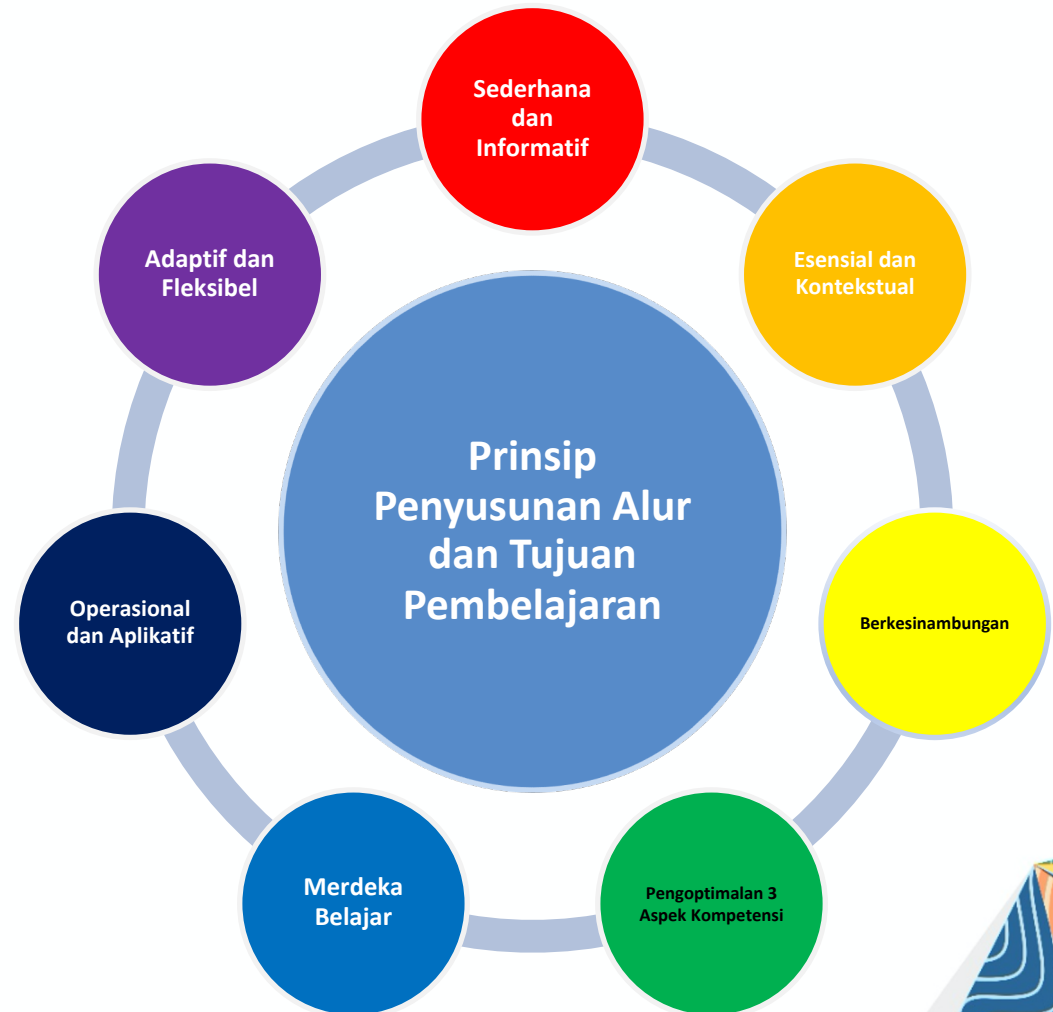 Sederhana
dan
Informatif
Esensial dan
Kontekstual
Berkesinambungan
Pengoptimalan 3
Aspek Kompetensi
Merdeka
Belajar
Operasional
dan Aplikatif
Adaptif dan
Fleksibel
Prinsip
Penyusunan Alur
dan Tujuan
Pembelajaran